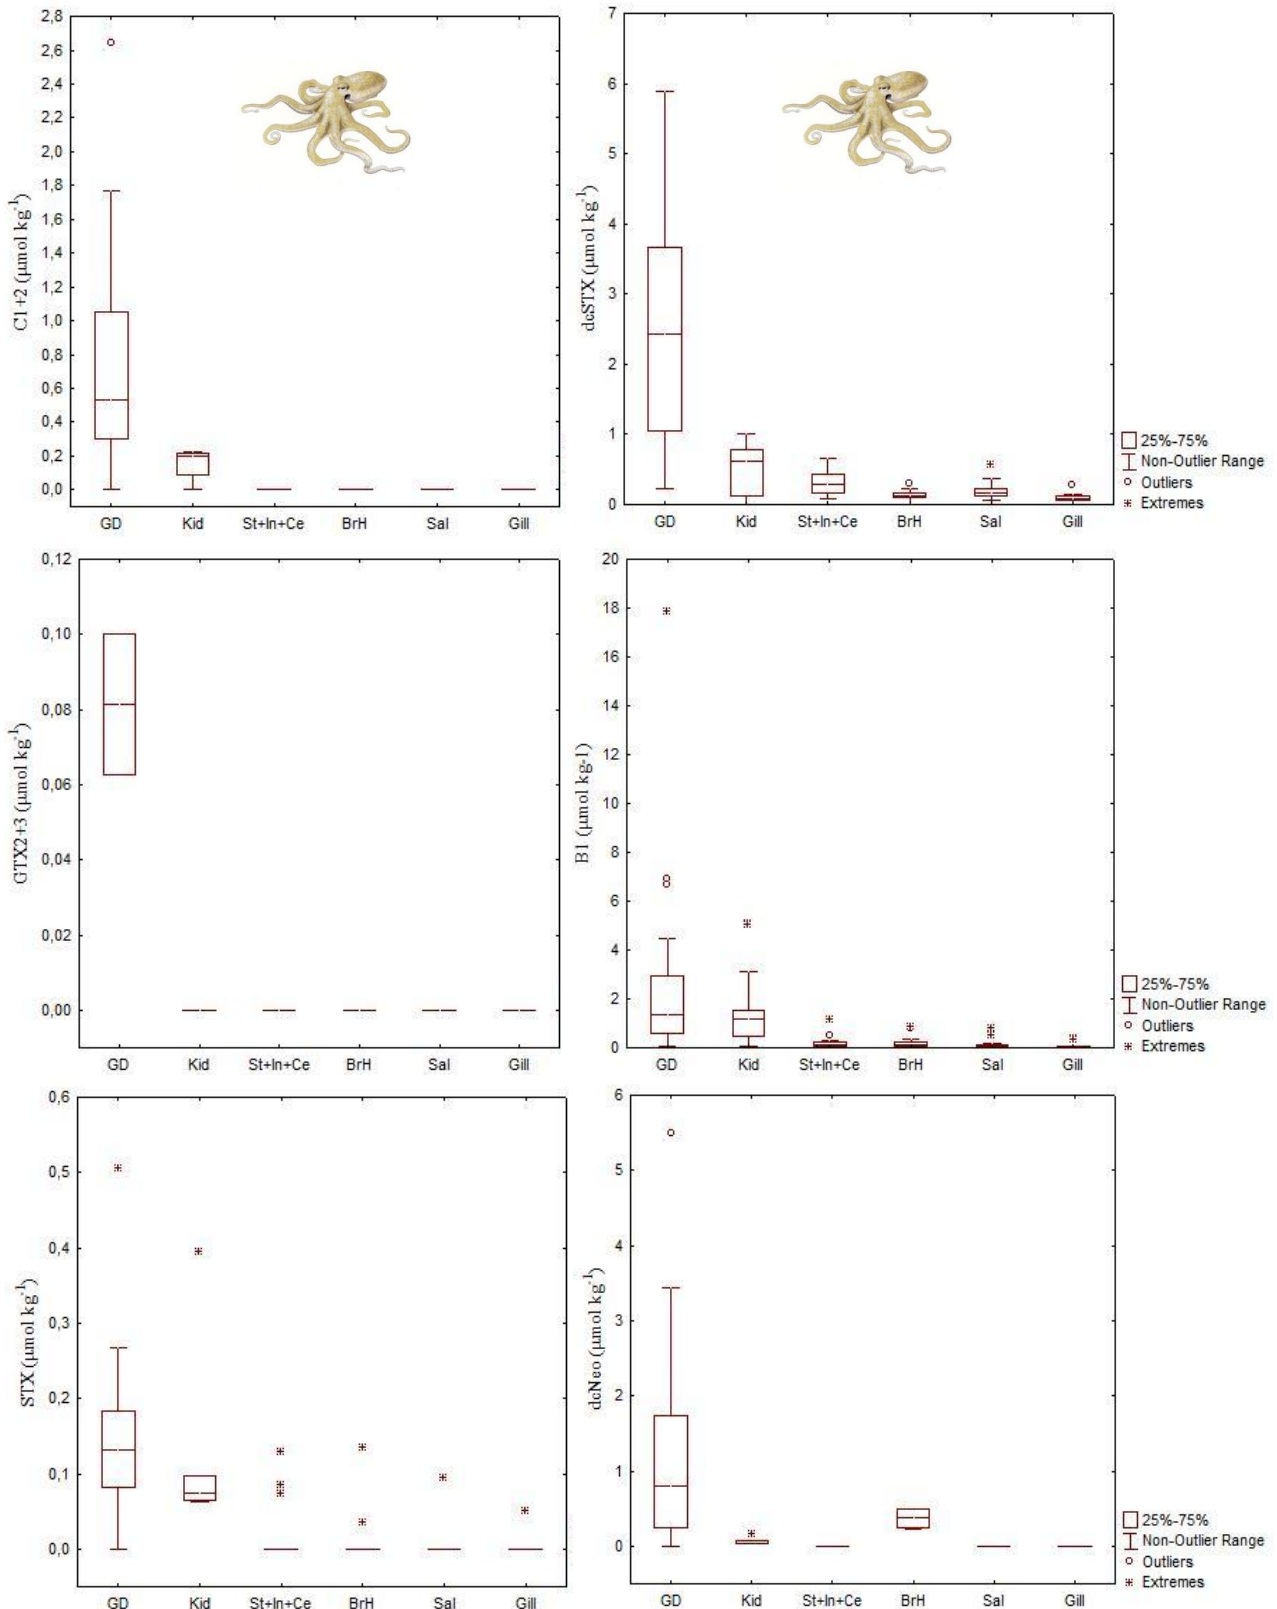 C1+2 (µmol kg-1)
2,8
2,6
2,4
2,2
2,0
1,8
1,6
1,4
1,2
1,0
0,8
0,6
0,4
0,2
0,0
GD Kid St+In+Ce BrH Sal Gill
dcSTX (µmol kg-1)
7
6
5
4
3
2
1
0
GD Kid St+In+Ce BrH Sal Gill
25%-75%
Non-Outlier Range
Outliers
Extremes
GTX2+3 (µmol kg-1)
0,12
0,10
0,08
0,06
0,04
0,02
0,00
GD Kid St+In+Ce BrH Sal Gill
B1 (µmol kg-1)
20
18
16
14
12
10
8
6
4
2
0
GD Kid St+In+Ce BrH Sal Gill
25%-75%
Non-Outlier Range
Outliers
Extremes
STX (µmol kg-1)
0,6
0,5
0,4
0,3
0,2
0,1
0,0
GD Kid St+In+Ce BrH Sal Gill
dcNeo (µmol kg-1)
6
5
4
3
2
1
0
GD Kid St+In+Ce BrH Sal Gill
25%-75%
Non-Outlier Range
Outliers
Extremes